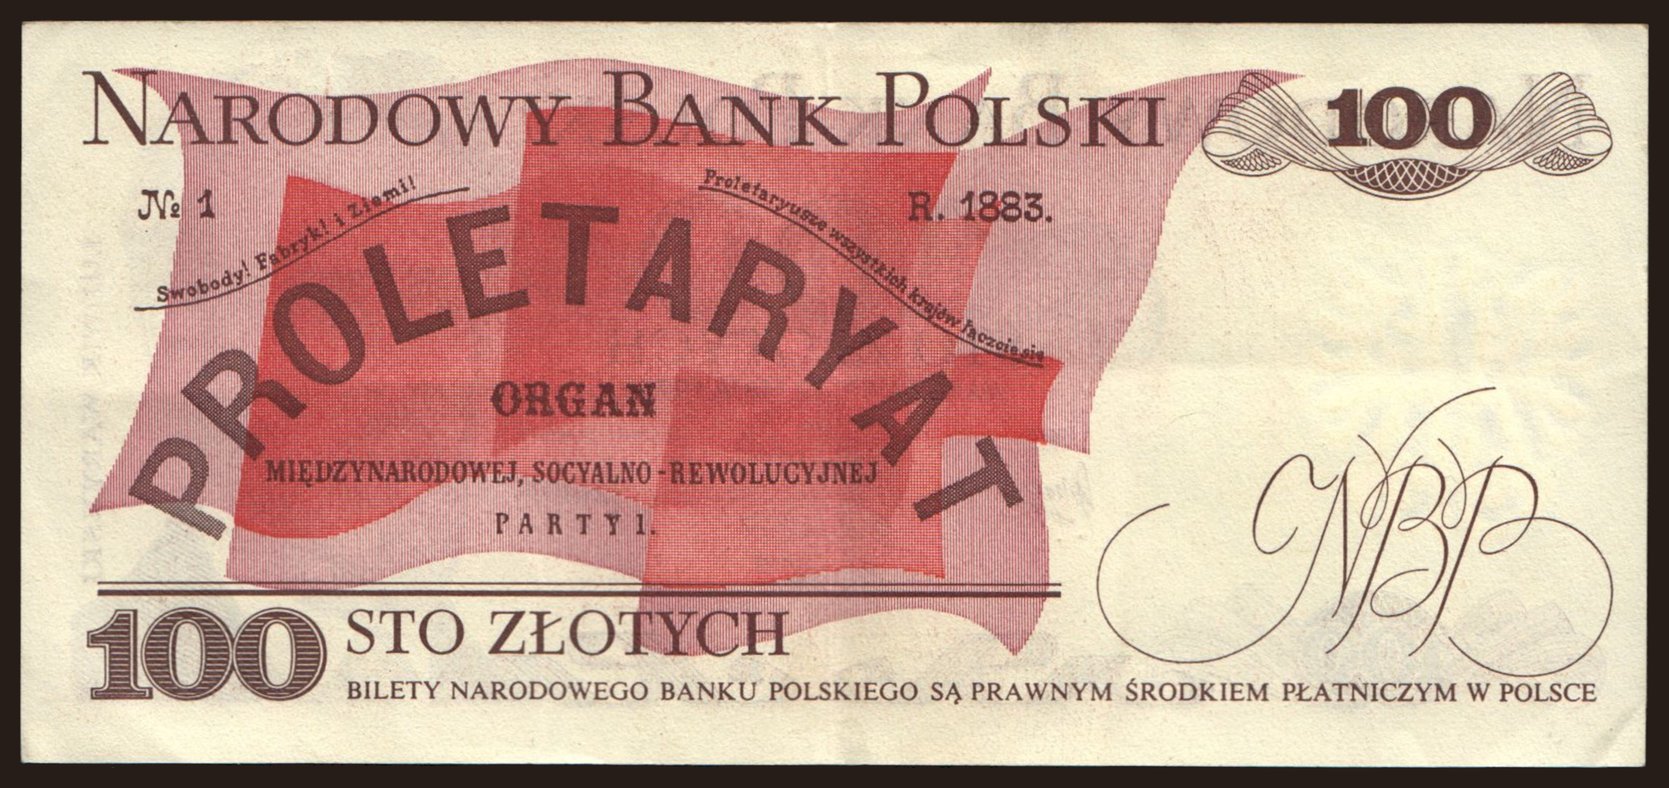 NARODOWY BANK POLSKI
100
№ 1
Swobody! Fabryk! i Ziemi!
Proletaryusze wszystkich krajów łączcie się
R. 1883.
PROLETARYAT
ORGAN
MIĘDZYNARODOWEJ, SOCYALNO-REWOLUCYJNEJ
PARTYI.
NBP
100
STO ZŁOTYCH
BILETY NARODOWEGO BANKU POLSKIEGO SĄ PRAWNYM ŚRODKIEM PŁATNICZYM W POLSCE